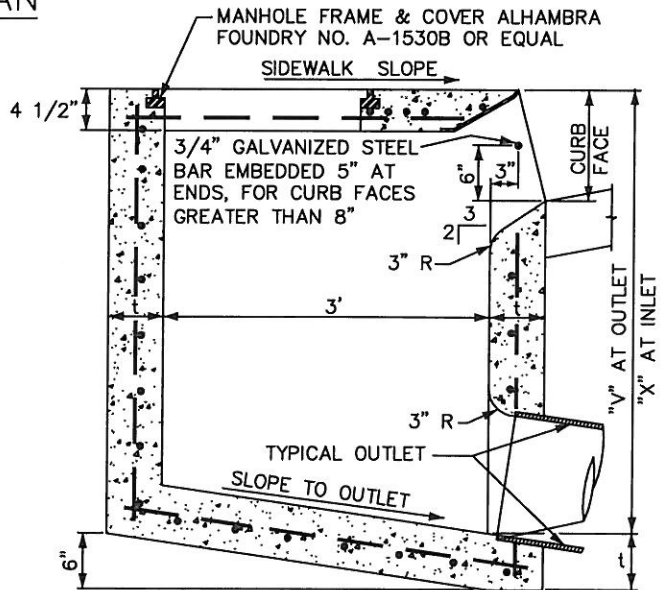 AN
MANHOLE FRAME & COVER ALHAMBRA
FOUNDRY NO. A-1530B OR EQUAL
SIDEWALK SLOPE
4 1/2"
3/4" GALVANIZED STEEL
BAR EMBEDDED 5" AT
ENDS, FOR CURB FACES
GREATER THAN 8"
6"
3"
CURB
FACE
3
2
3" R
t
3'
t
"V" AT OUTLET
"X" AT INLET
3" R
TYPICAL OUTLET
SLOPE TO OUTLET
6"
t